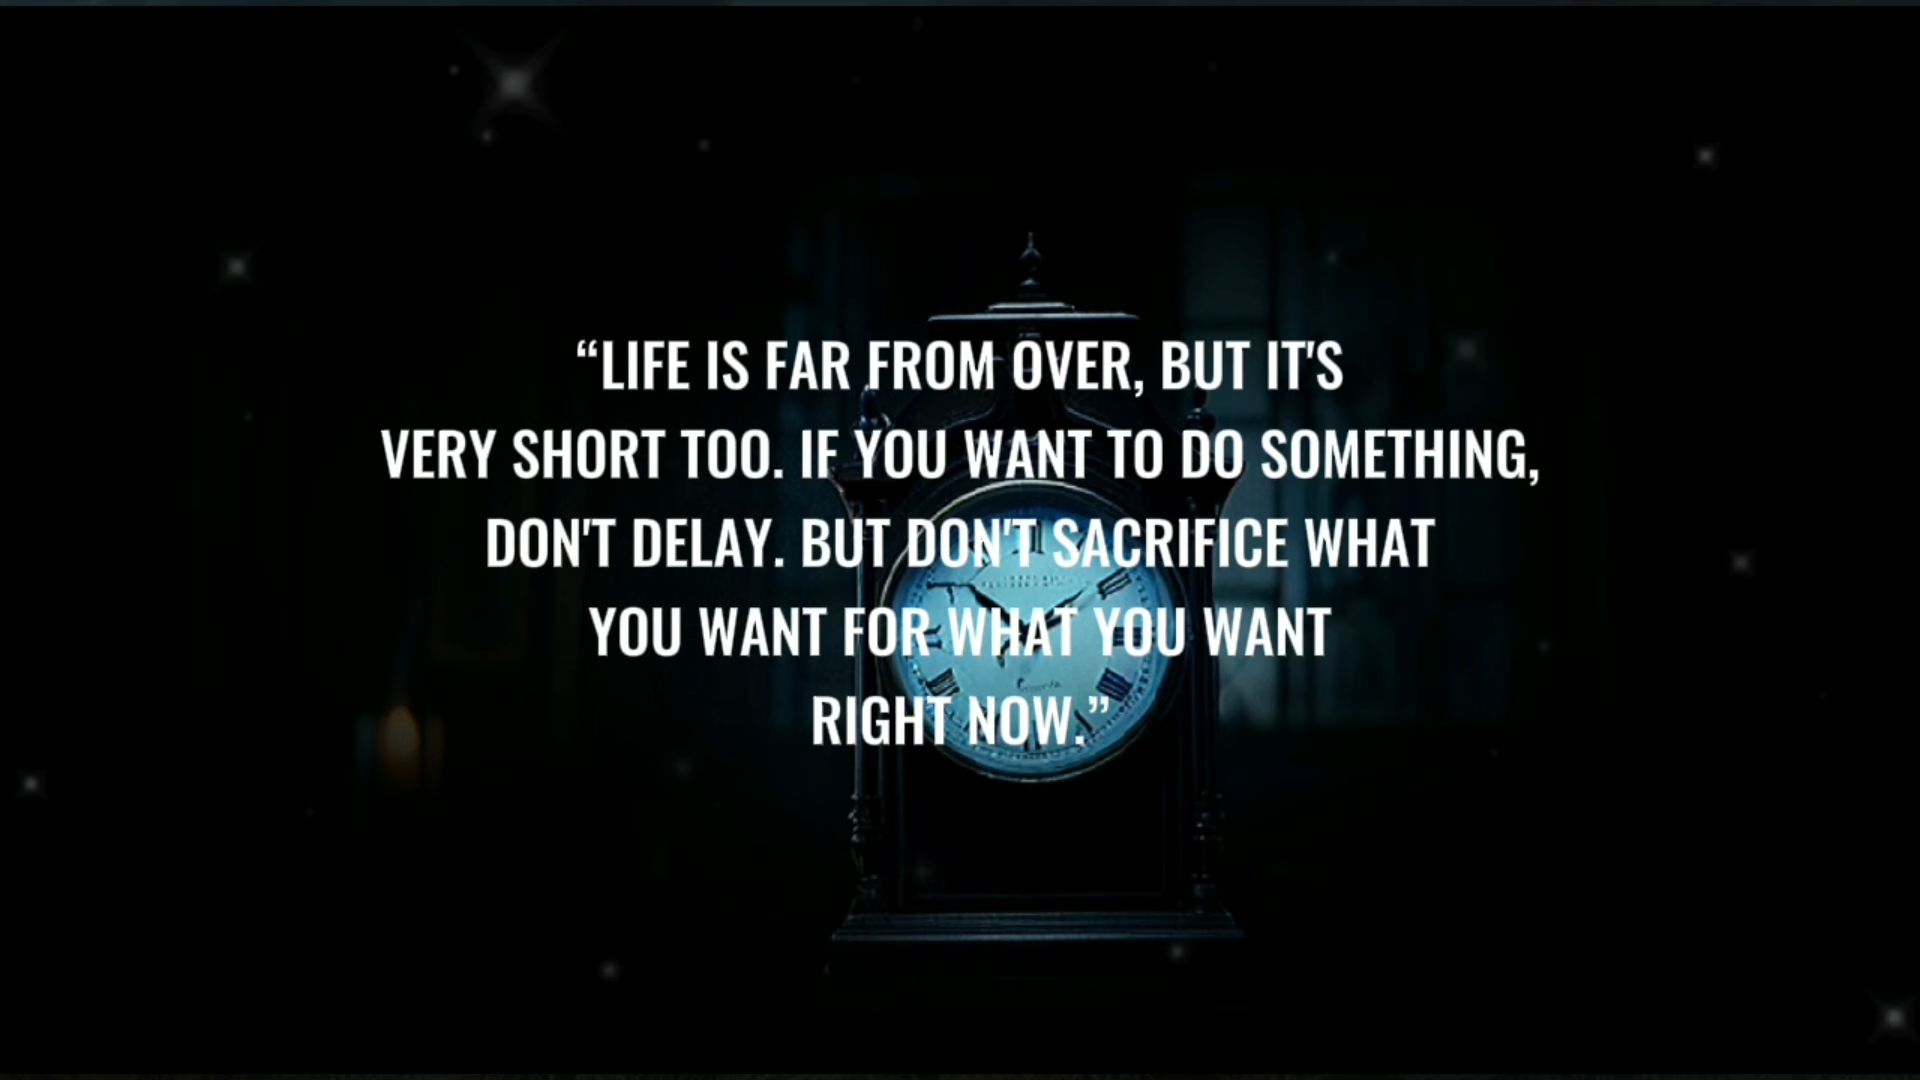 “LIFE IS FAR FROM OVER, BUT IT'S
VERY SHORT TOO. IF YOU WANT TO DO SOMETHING,
DON'T DELAY. BUT DON'T SACRIFICE WHAT
YOU WANT FOR WHAT YOU WANT
RIGHT NOW.”